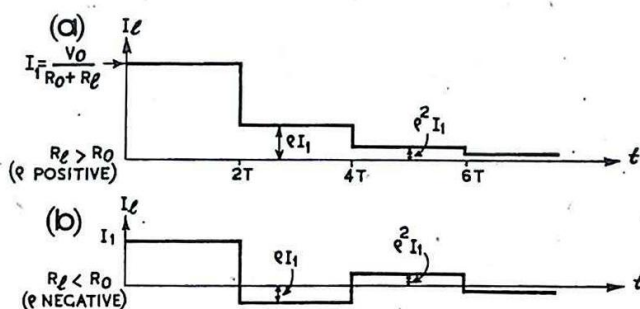 (a)
Iℓ
I₁ = V₀ / (R₀ + Rℓ)
ρI₁
ρ²I₁
Rℓ > R₀
(ρ POSITIVE)
2T
4T
6T
t
(b)
Iℓ
I₁
ρI₁
ρ²I₁
Rℓ < R₀
(ρ NEGATIVE)
t